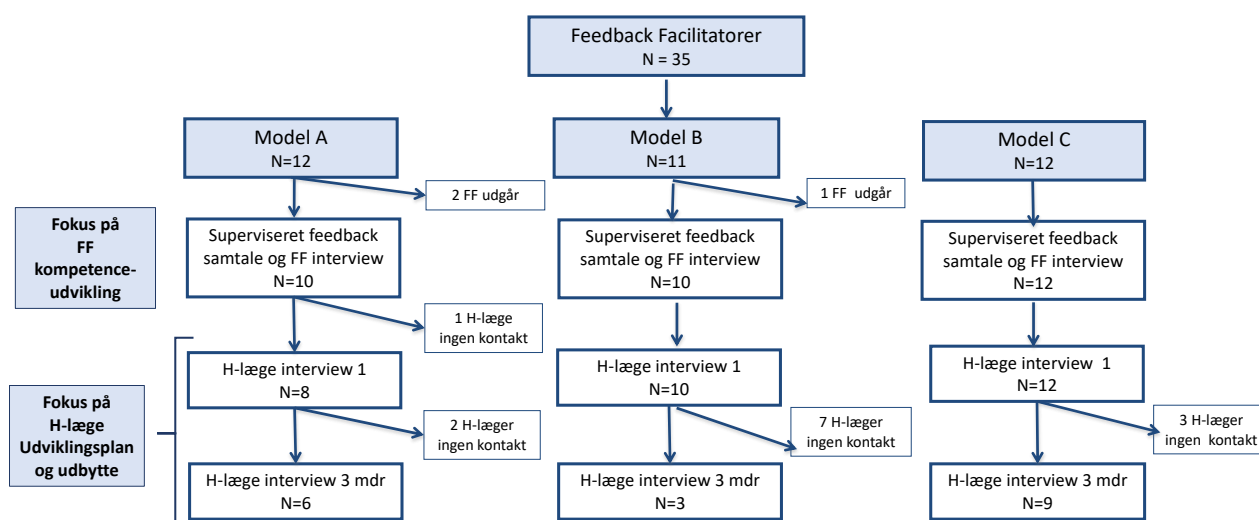 Feedback Facilitatorer
N = 35
Model A
N=12
Model B
N=11
Model C
N=12
2 FF udgår
1 FF udgår
Fokus på
FF
kompetence-
udvikling
Superviseret feedback
samtale og FF interview
N=10
Superviseret feedback
samtale og FF interview
N=10
Superviseret feedback
samtale og FF interview
N=12
1 H-læge
ingen kontakt
Fokus på
H-læge
Udviklingsplan
og udbytte
H-læge interview 1
N=8
H-læge interview 1
N=10
H-læge interview 1
N=12
2 H-læger
ingen kontakt
7 H-læger
ingen kontakt
3 H-læger
ingen kontakt
H-læge interview 3 mdr
N=6
H-læge interview 3 mdr
N=3
H-læge interview 3 mdr
N=9